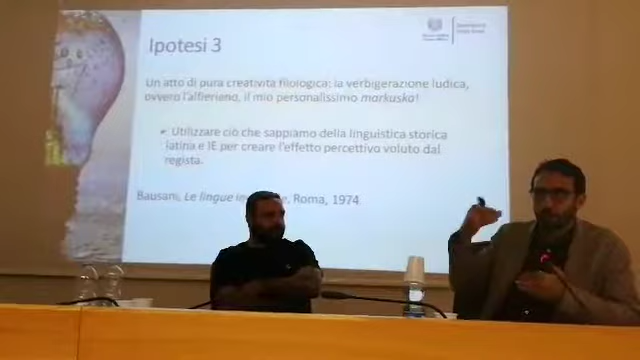 Ipotesi 3
Un atto di pura creatività filologica: la verbigerazione ludica,
ovvero l'alfieriano, il mio personalissimo markuska!
Utilizzare ciò che sappiamo della linguistica storica
latina e IE per creare l'effetto percettivo voluto dal
regista.
Bausani, Le lingue in , Roma, 1974.